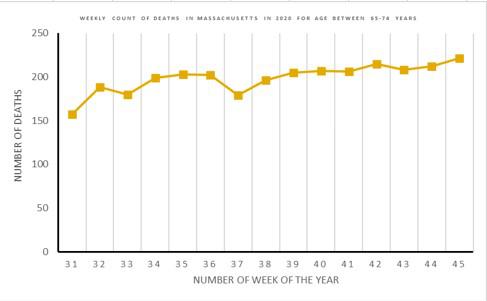 WEEKLY COUNT OF DEATHS IN MASSACHUSETTS IN 2020 FOR AGE BETWEEN 65-74 YEARS
250
200
150
100
50
0
NUMBER OF DEATHS
31 32 33 34 35 36 37 38 39 40 41 42 43 44 45
NUMBER OF WEEK OF THE YEAR